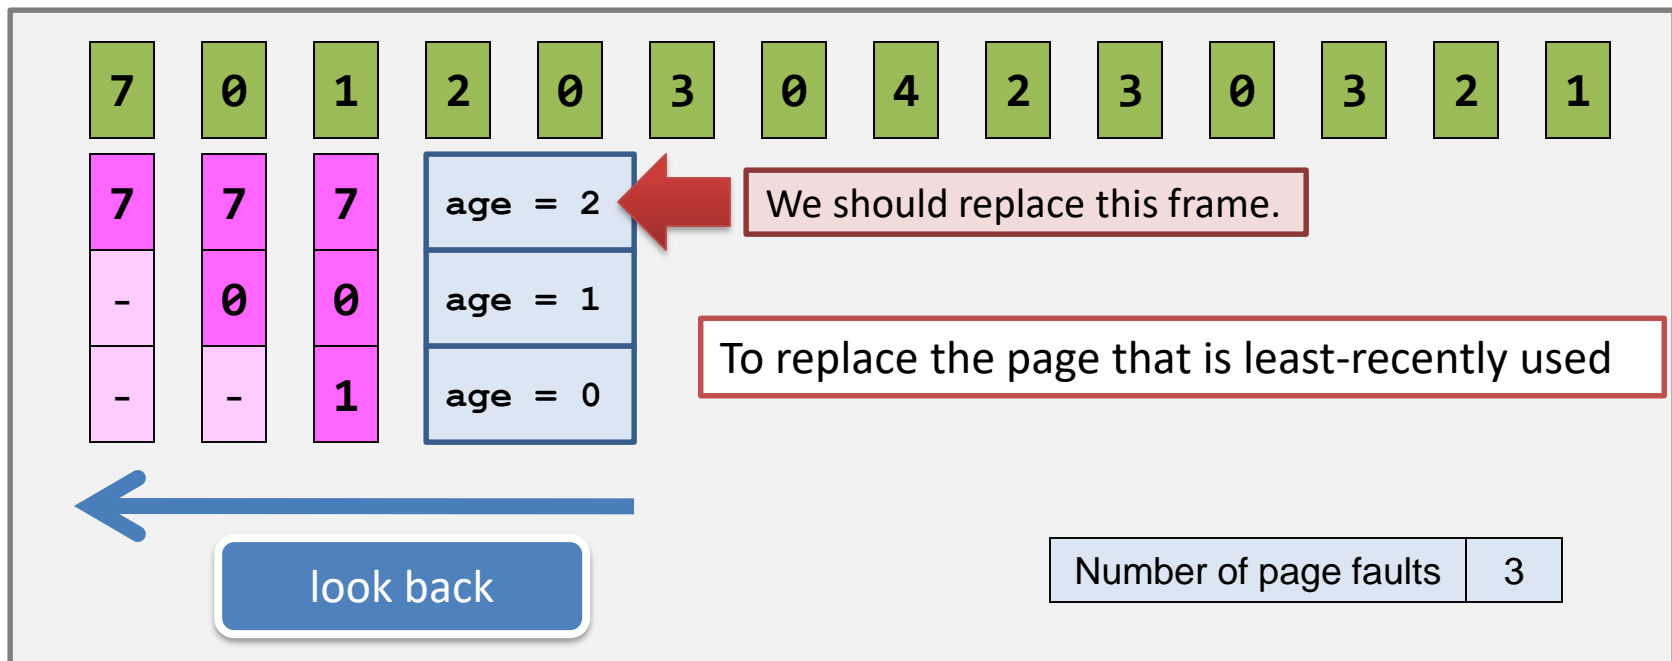 7 0 1 2 0 3 0 4 2 3 0 3 2 1
7 7 7 age = 2 We should replace this frame.
- 0 0 age = 1
To replace the page that is least-recently used
- - 1 age = 0
look back
Number of page faults 3